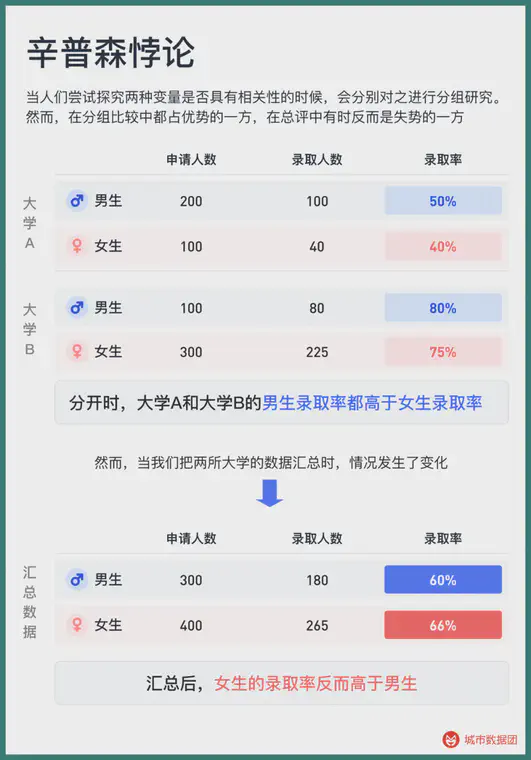 辛普森悖论
当人们尝试探究两种变量是否具有相关性的时候，会分别对之进行分组研究。
然而，在分组比较中都占优势的一方，在总评中有时反而是失势的一方
申请人数 录取人数 录取率
大学A
男生 200 100 50%
女生 100 40 40%
大学B
男生 100 80 80%
女生 300 225 75%
分开时，大学A和大学B的男生录取率都高于女生录取率
然而，当我们把两所大学的数据汇总时，情况发生了变化
申请人数 录取人数 录取率
汇总数据
男生 300 180 60%
女生 400 265 66%
汇总后，女生的录取率反而高于男生
城市数据团